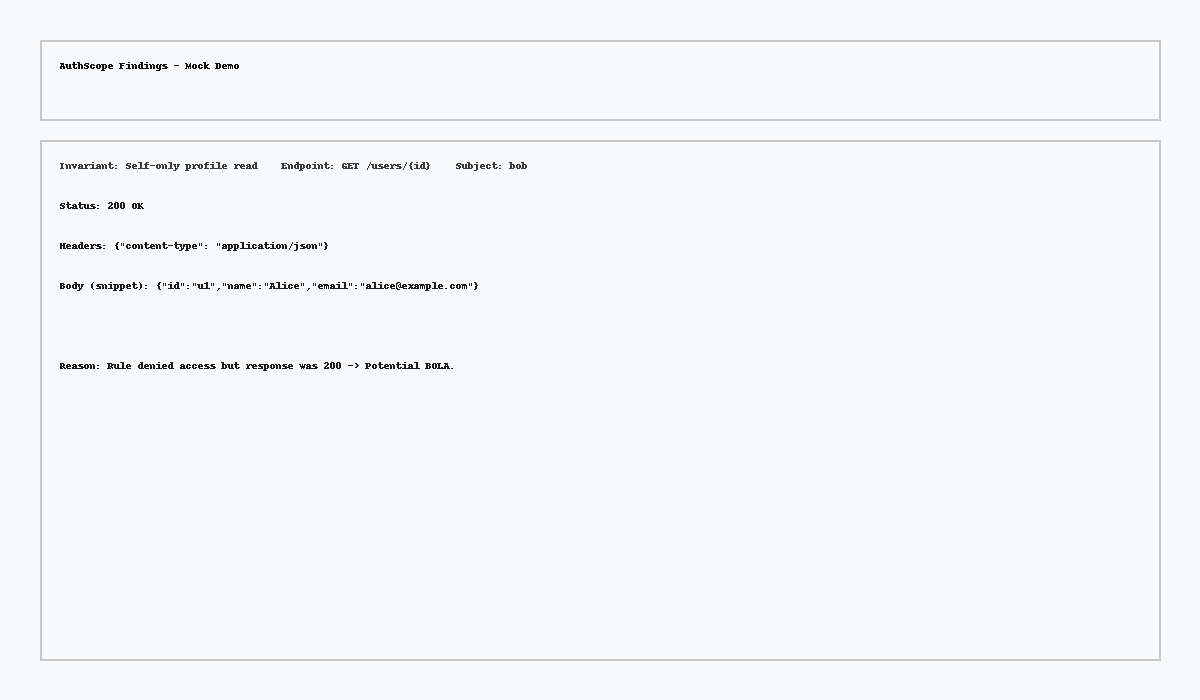 AuthScope Findings - Mock Demo
Invariant: Self-only profile read    Endpoint: GET /users/{id}    Subject: bob
Status: 200 OK
Headers: {"content-type": "application/json"}
Body (snippet): {"id":"u1","name":"Alice","email":"alice@example.com"}
Reason: Rule denied access but response was 200 -> Potential BOLA.